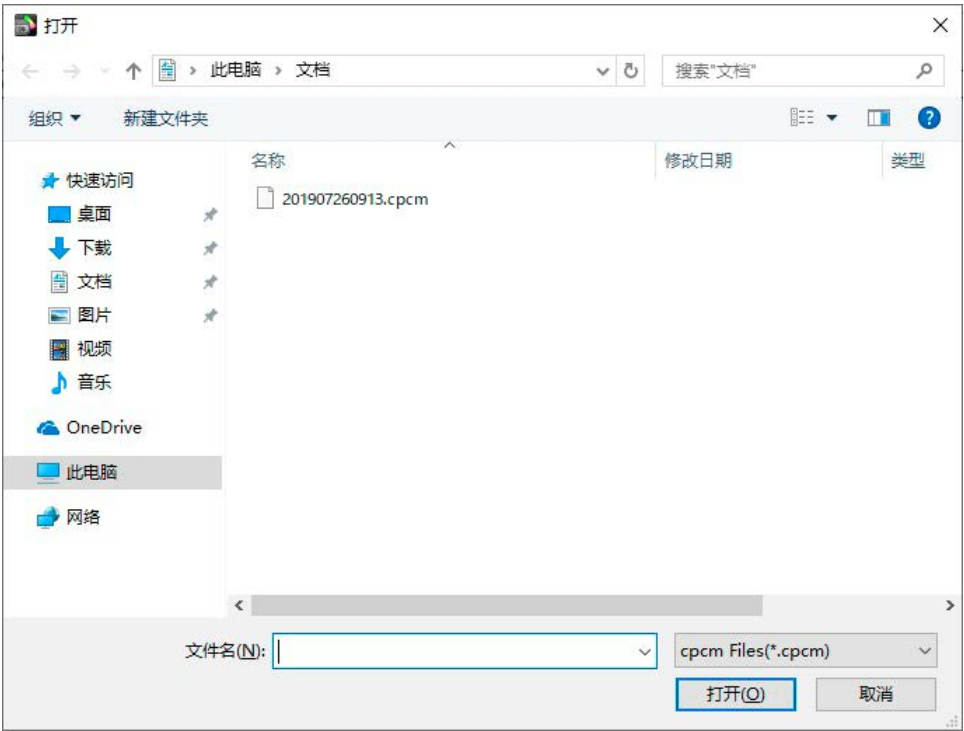 打开
此电脑 › 文档
搜索"文档"
组织
新建文件夹
名称
修改日期
类型
快速访问
桌面
下载
文档
图片
视频
音乐
OneDrive
此电脑
网络
201907260913.cpcm
文件名(N):
cpcm Files(*.cpcm)
打开(O)
取消